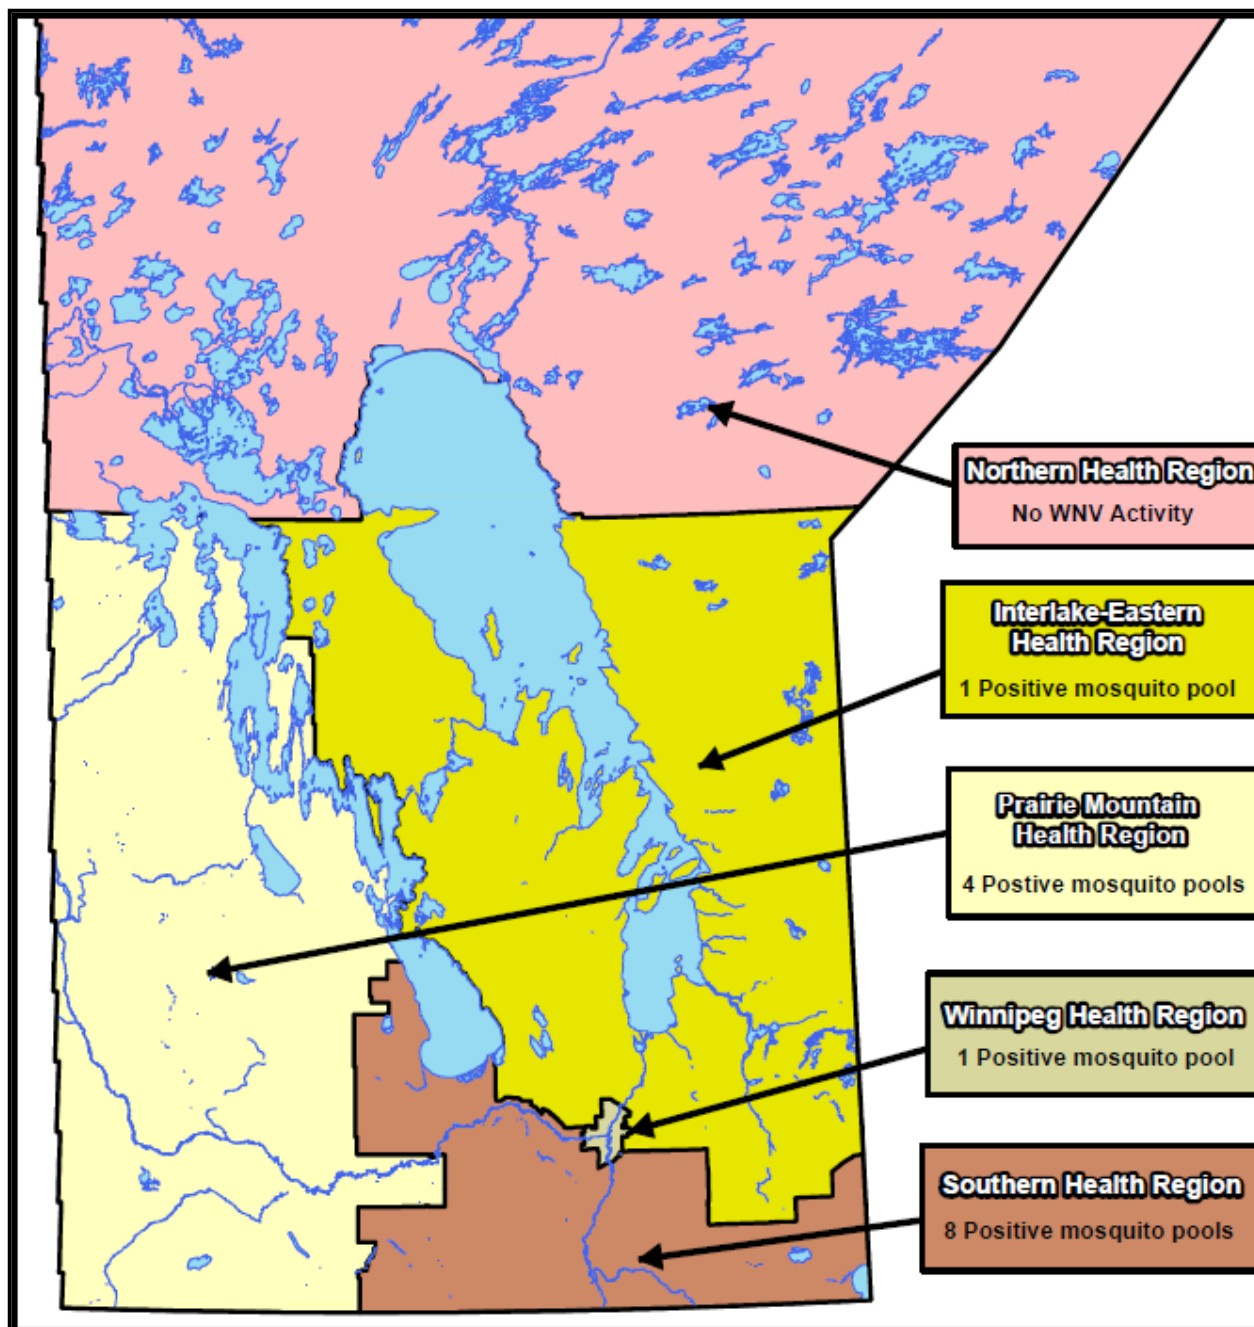 Northern Health Region
No WNV Activity
Interlake-Eastern
Health Region
1 Positive mosquito pool
Prairie Mountain
Health Region
4 Postive mosquito pools
Winnipeg Health Region
1 Positive mosquito pool
Southern Health Region
8 Positive mosquito pools